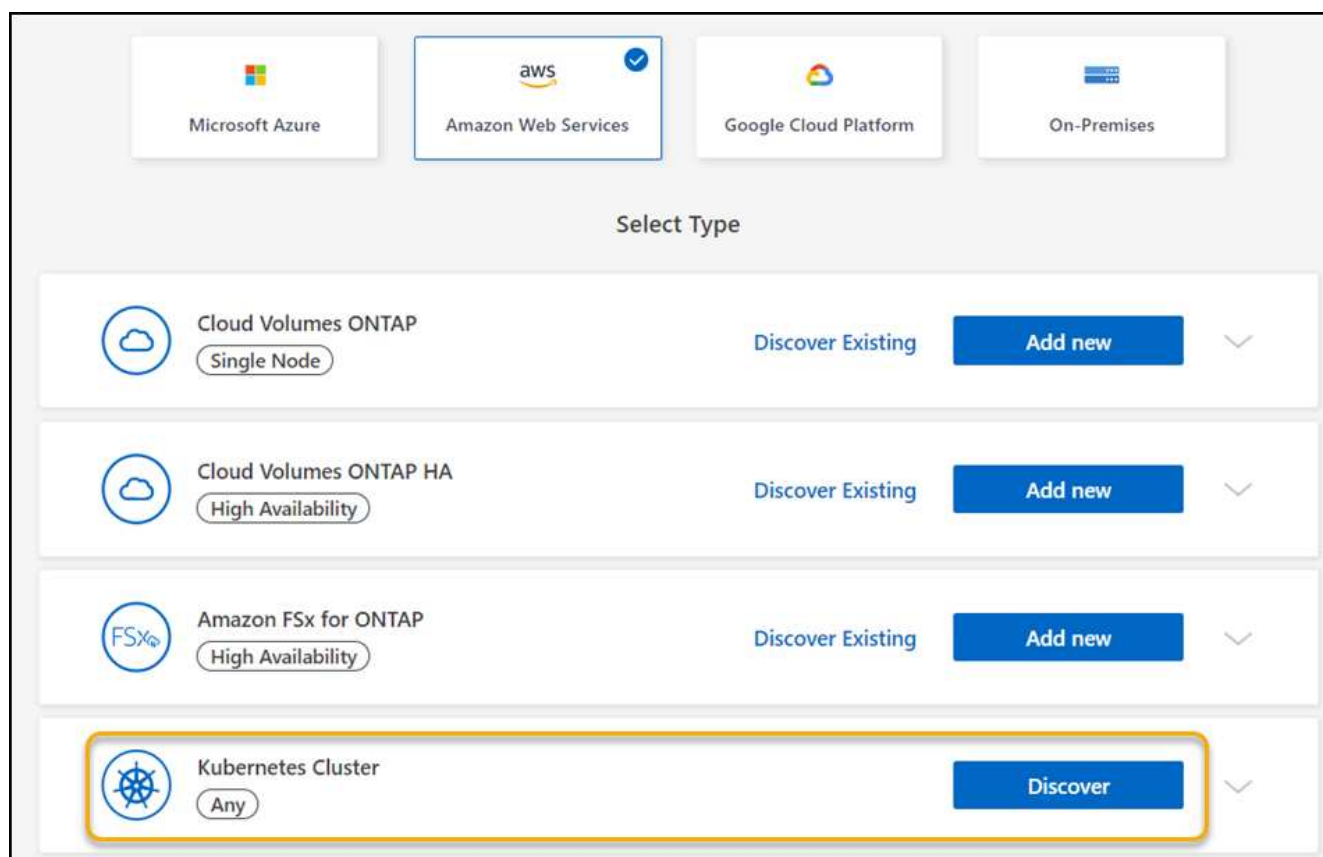 aws
Microsoft Azure
Amazon Web Services
Google Cloud Platform
On-Premises
Select Type
Cloud Volumes ONTAP
Single Node
Discover Existing
Add new
Cloud Volumes ONTAP HA
High Availability
Discover Existing
Add new
FSx
Amazon FSx for ONTAP
High Availability
Discover Existing
Add new
Kubernetes Cluster
Any
Discover